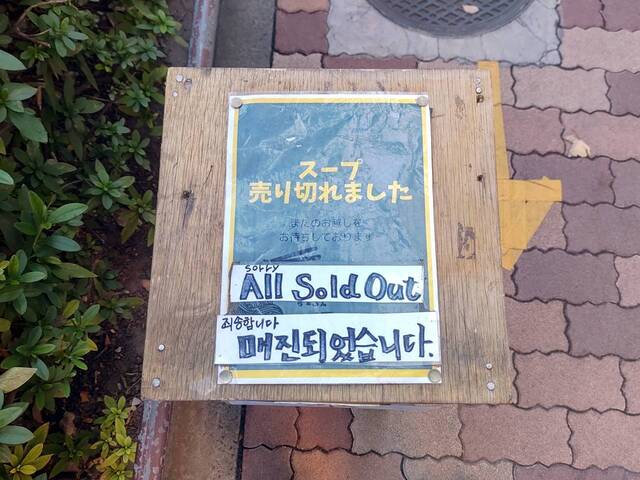 スープ
売り切れました
またのお越しを
お待ちしております
sorry
All Sold Out
죄송합니다
매진되었습니다.